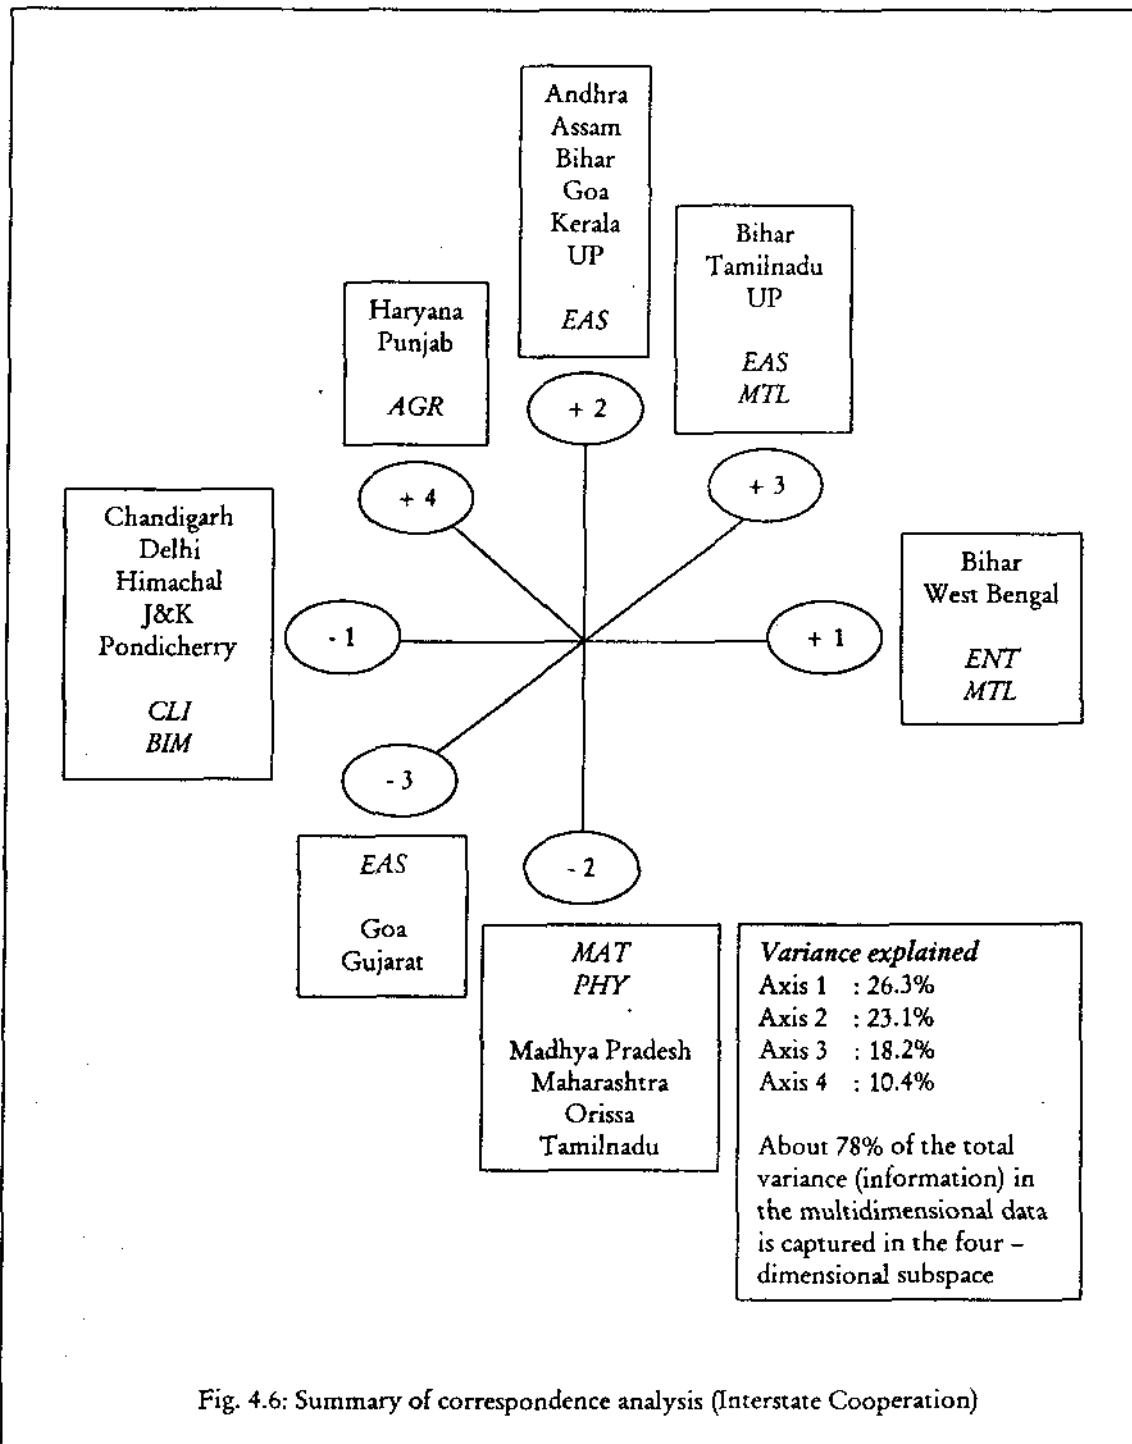 Andhra
Assam
Bihar
Goa
Kerala
UP
EAS
Bihar
Tamilnadu
UP
EAS
MTL
Haryana
Punjab
AGR
+ 2
+ 3
+ 4
Chandigarh
Delhi
Himachal
J&K
Pondicherry
CLI
BIM
- 1
+ 1
Bihar
West Bengal
ENT
MTL
- 3
- 2
EAS
Goa
Gujarat
MAT
PHY
Madhya Pradesh
Maharashtra
Orissa
Tamilnadu
Variance explained
Axis 1 : 26.3%
Axis 2 : 23.1%
Axis 3 : 18.2%
Axis 4 : 10.4%
About 78% of the total
variance (information) in
the multidimensional data
is captured in the four –
dimensional subspace
Fig. 4.6: Summary of correspondence analysis (Interstate Cooperation)